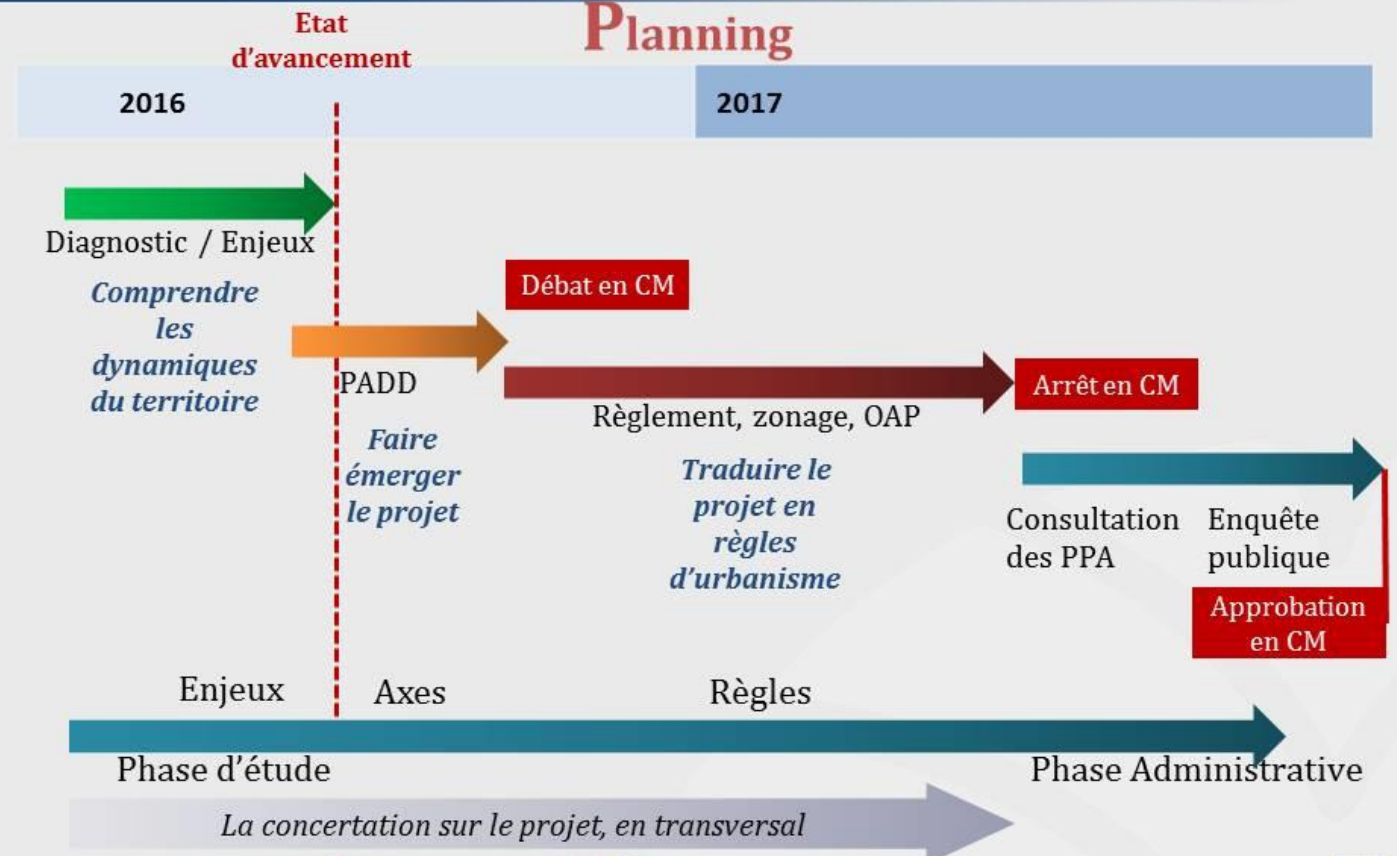 Planning
Etat
d'avancement
2016
2017
Diagnostic / Enjeux
Comprendre
les
dynamiques
du territoire
Débat en CM
PADD
Faire
émerger
le projet
Règlement, zonage, OAP
Traduire le
projet en
règles
d'urbanisme
Arrêt en CM
Consultation
des PPA
Enquête
publique
Approbation
en CM
Enjeux
Axes
Règles
Phase d'étude
Phase Administrative
La concertation sur le projet, en transversal